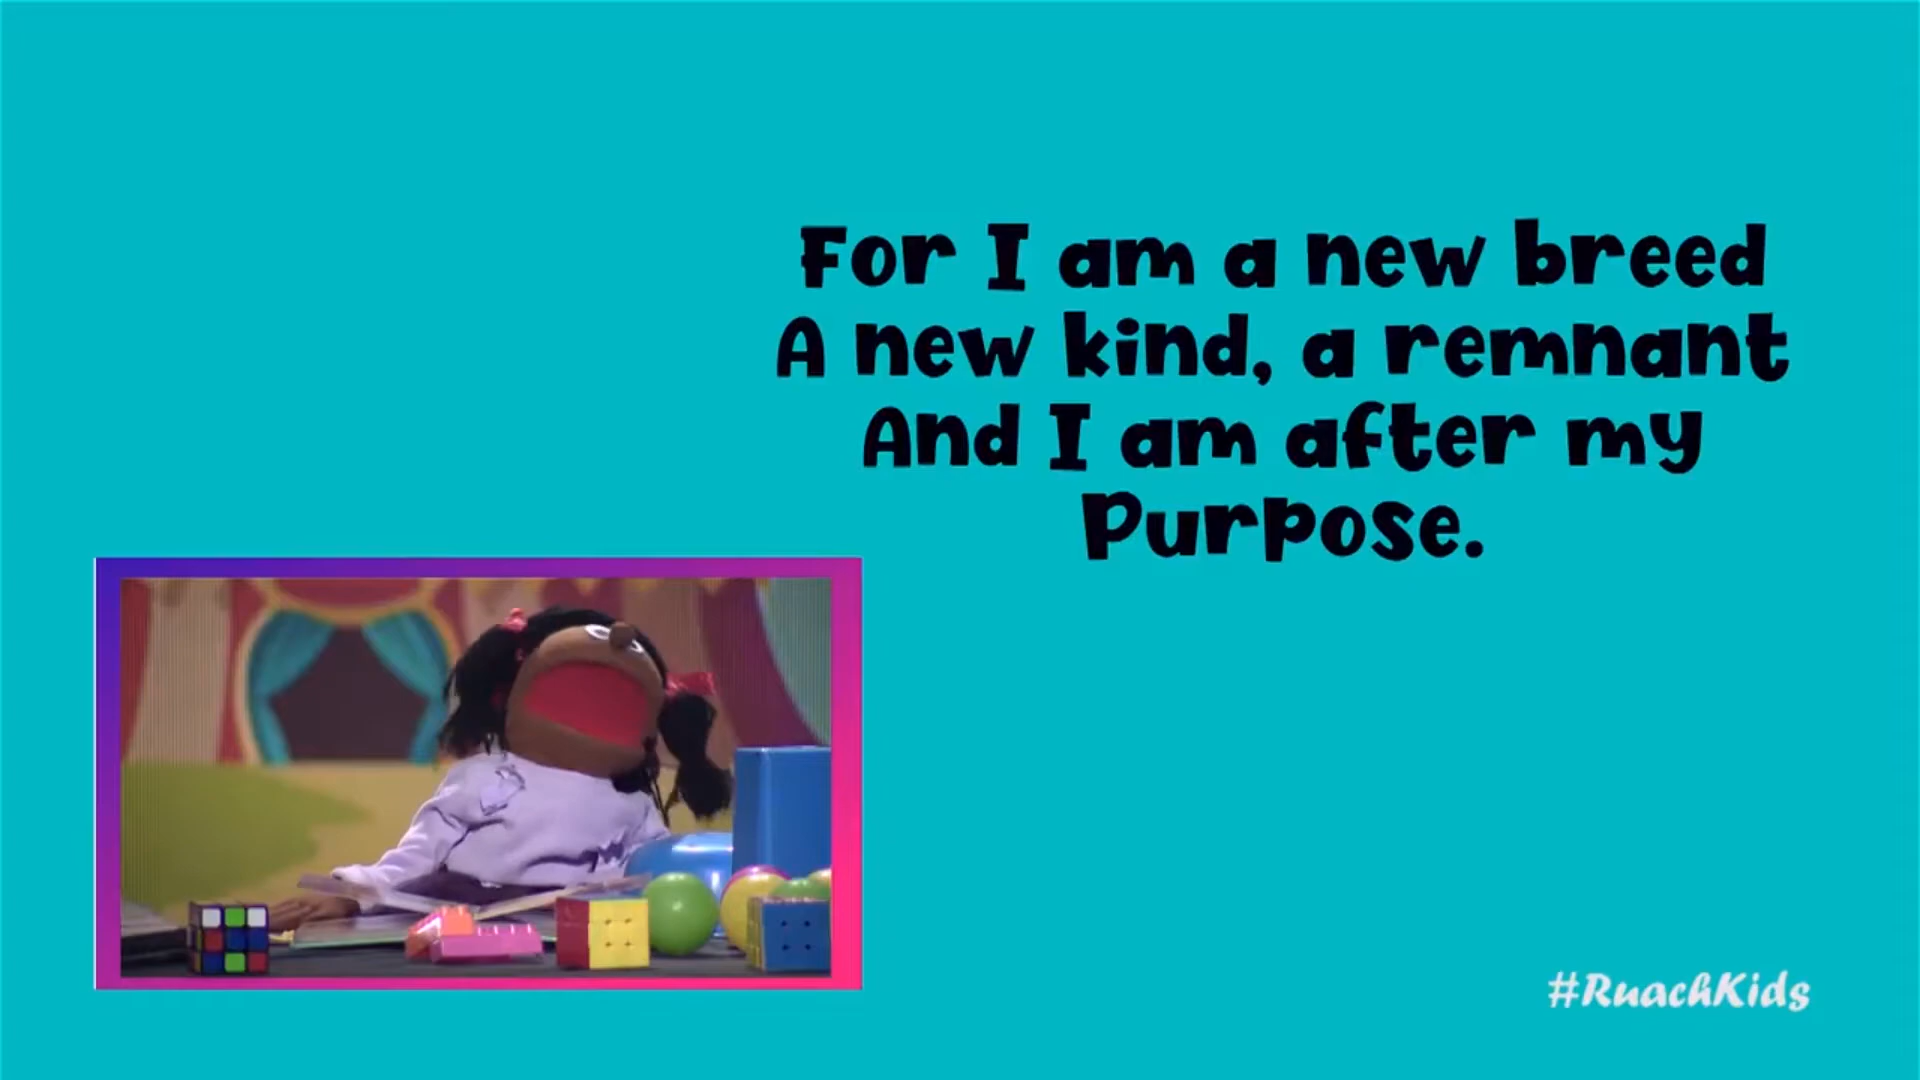 For I am a new breed
A new kind, a remnant
And I am after my
Purpose.
#RuachKids